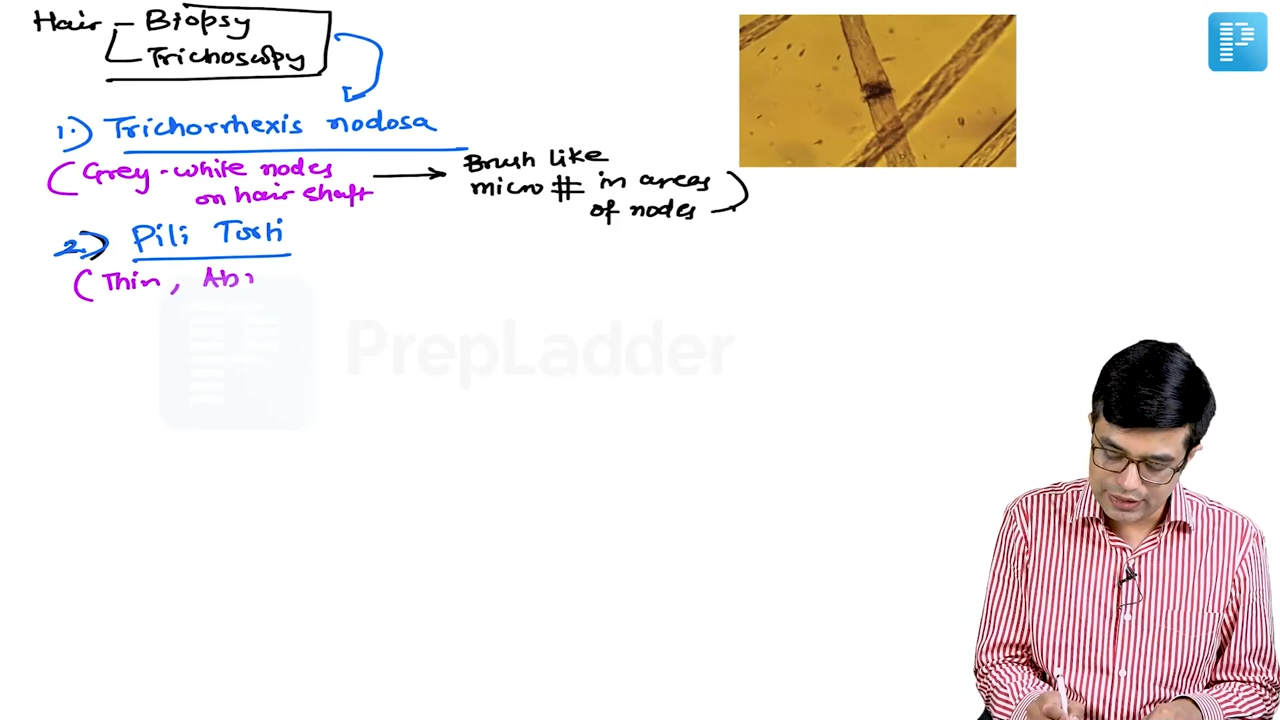 Hair - Biopsy
Trichoscopy
1.) Trichorrhexis nodosa
(Grey-white nodes on hair shaft → Brush like micro # in areas of nodes)
2.) Pili Torti
(Thin, Ab
PrepLadder